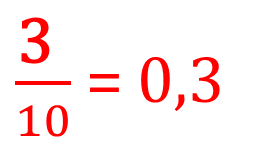 3/10 = 0,3